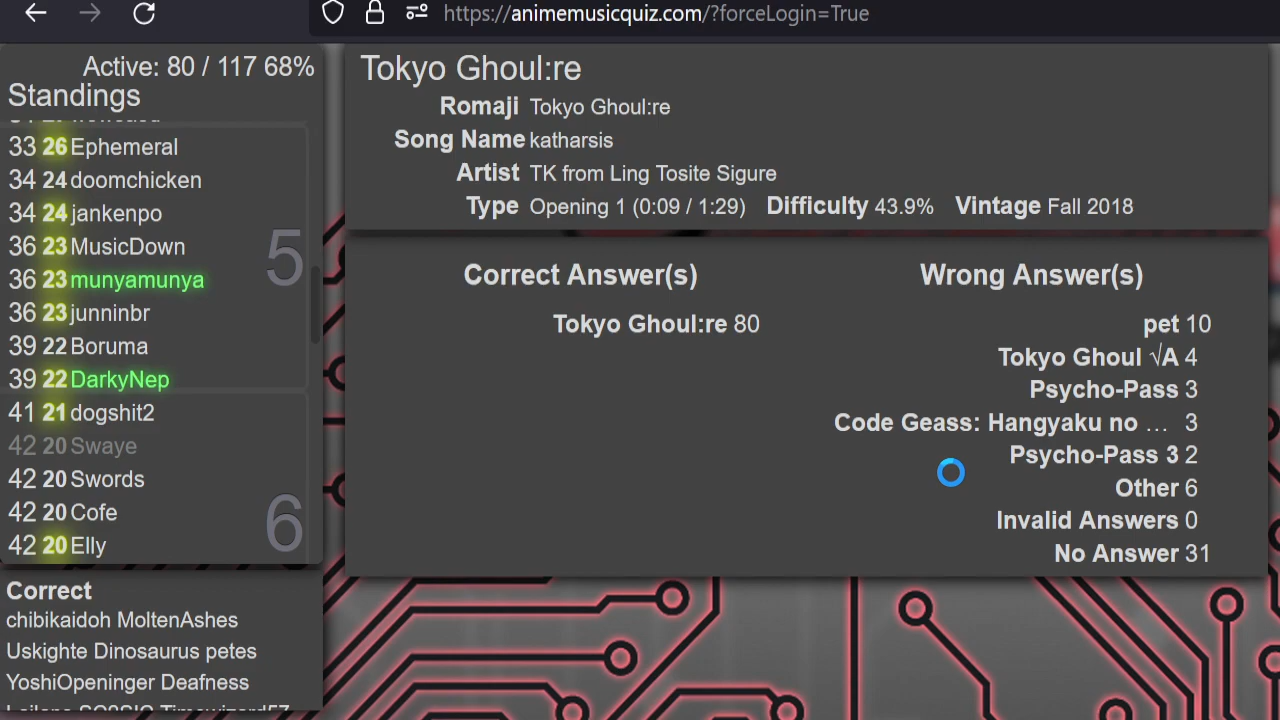 https://animemusicquiz.com/?forceLogin=True
Active: 80 / 117 68%
Standings
33 26 Ephemeral
34 24 doomchicken
34 24 jankenpo
36 23 MusicDown
36 23 munyamunya
36 23 junninbr
39 22 Boruma
39 22 DarkyNep
5
41 21 dogshit2
42 20 Swaye
42 20 Swords
42 20 Cofe
42 20 Elly
6
Correct
chibikaidoh MoltenAshes
Uskighte Dinosaurus petes
YoshiOpeninger Deafness
Tokyo Ghoul:re
Romaji Tokyo Ghoul:re
Song Name katharsis
Artist TK from Ling Tosite Sigure
Type Opening 1 (0:09 / 1:29) Difficulty 43.9% Vintage Fall 2018
Correct Answer(s)
Tokyo Ghoul:re 80
Wrong Answer(s)
pet 10
Tokyo Ghoul √A 4
Psycho-Pass 3
Code Geass: Hangyaku no ... 3
Psycho-Pass 3 2
Other 6
Invalid Answers 0
No Answer 31